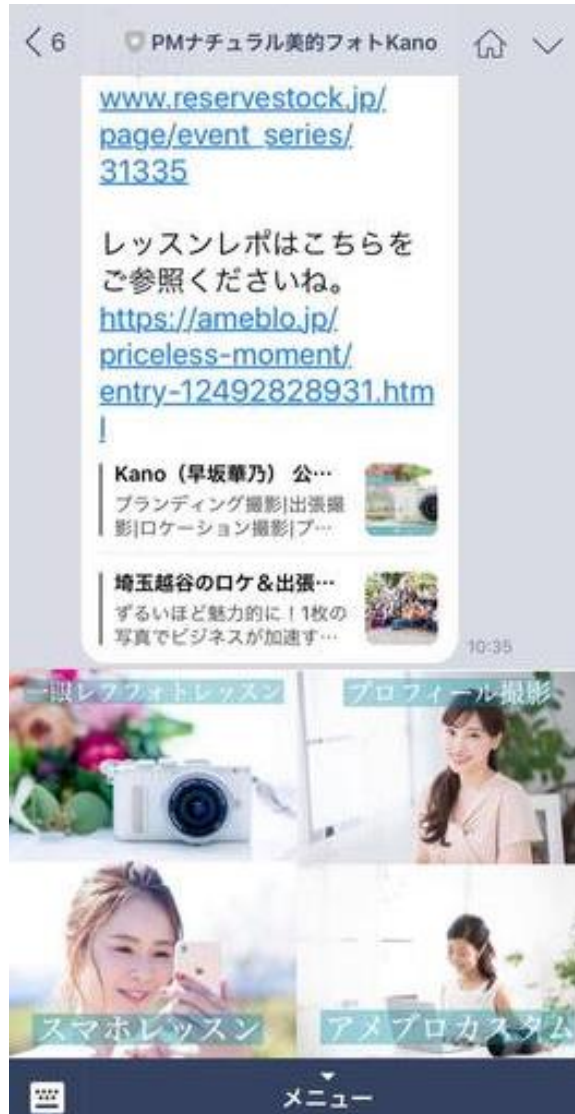 6 PMナチュラル美的フォトKano
www.reservestock.jp/
page/event_series/
31335
レッスンレポはこちらを
ご参照くださいね。
https://ameblo.jp/
priceless-moment/
entry-12492828931.htm
l
Kano（早坂華乃） 公…
ブランディング撮影|出張撮
影|ロケーション撮影|プ…
埼玉越谷のロケ＆出張…
ずるいほど魅力的に！1枚の
写真でビジネスが加速す…
10:35
一眼レフフォトレッスン
プロフィール撮影
スマホレッスン
アメブロカスタム
メニュー